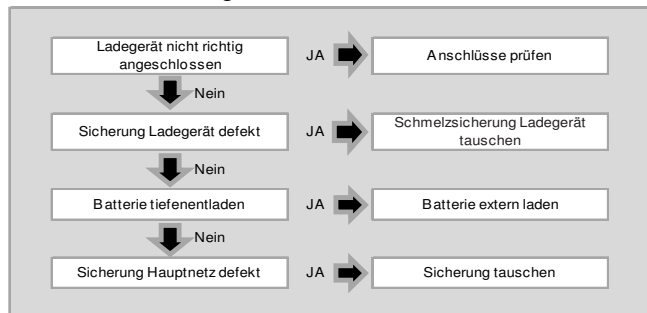 Ladegerät nicht richtig
angeschlossen
JA
Anschlüsse prüfen
Nein
Sicherung Ladegerät defekt
JA
Schmelzsicherung Ladegerät
tauschen
Nein
Batterie tiefenentladen
JA
Batterie extern laden
Nein
Sicherung Hauptnetz defekt
JA
Sicherung tauschen